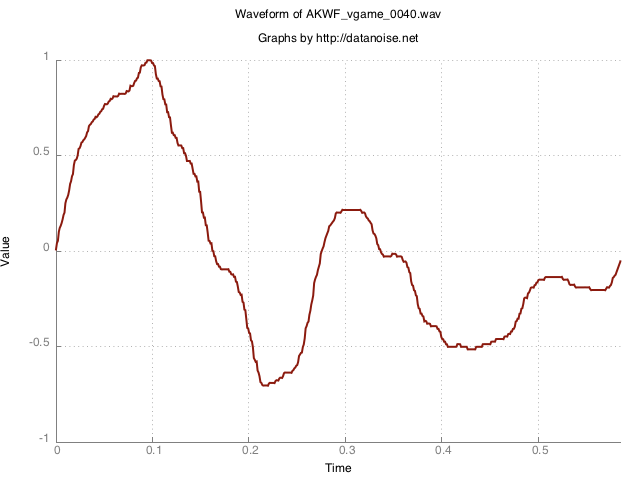 Waveform of AKWF_vgame_0040.wav
Graphs by http://datanoise.net
1
0.5
0
-0.5
-1
Value
0 0.1 0.2 0.3 0.4 0.5
Time